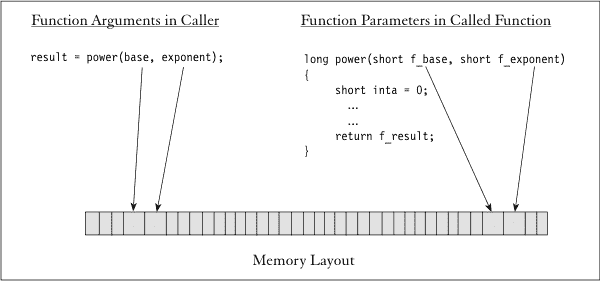 Function Arguments in Caller
result = power(base, exponent);
Function Parameters in Called Function
long power(short f_base, short f_exponent)
{
short inta = 0;
...
...
return f_result;
}
Memory Layout